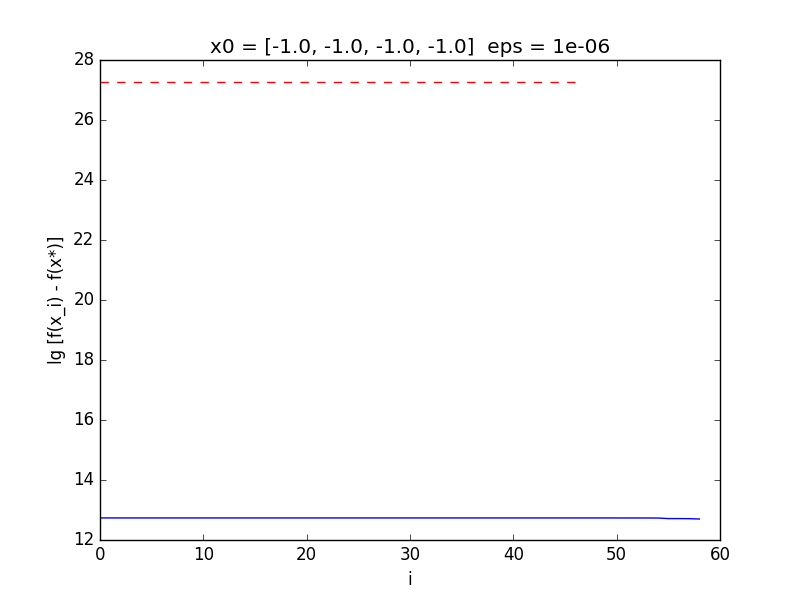 x0 = [-1.0, -1.0, -1.0, -1.0]  eps = 1e-06
28
26
24
22
20
18
16
14
12
lg [f(x_i) - f(x*)]
0 10 20 30 40 50 60
i